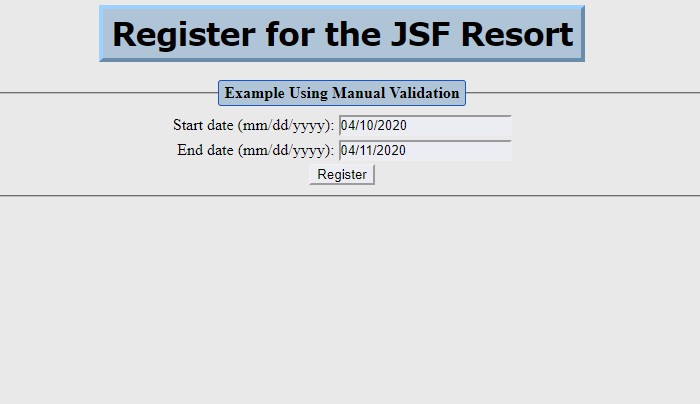 Register for the JSF Resort
Example Using Manual Validation
Start date (mm/dd/yyyy): 04/10/2020
End date (mm/dd/yyyy): 04/11/2020
Register